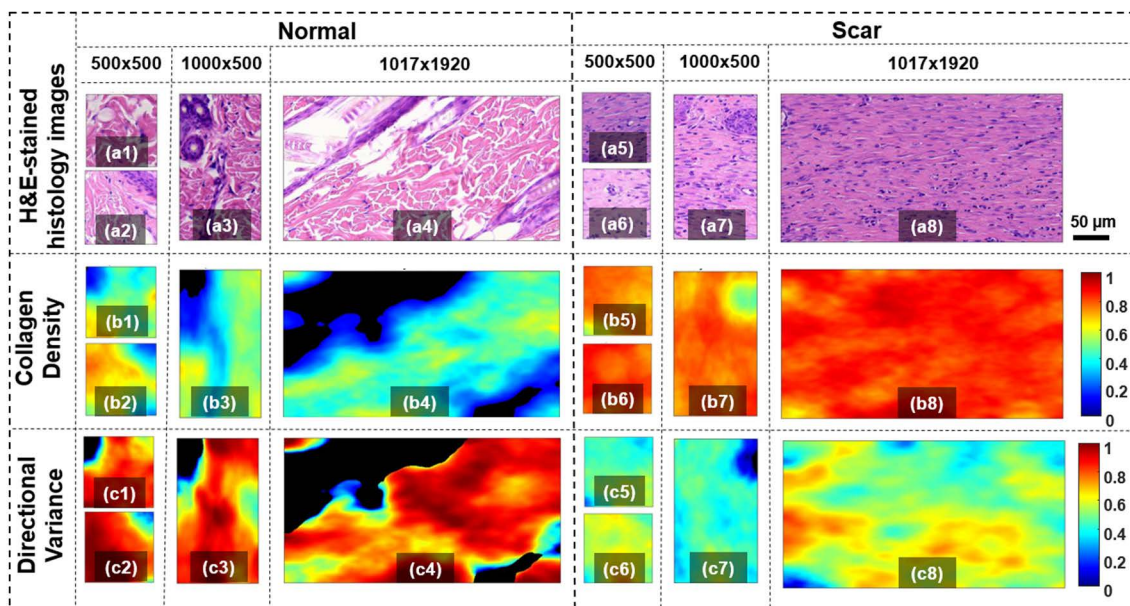 Normal
Scar
500x500
1000x500
1017x1920
500x500
1000x500
1017x1920
H&E-stained
histology images
(a1)
(a2)
(a3)
(a4)
(a5)
(a6)
(a7)
(a8)
50 µm
Collagen
Density
(b1)
(b2)
(b3)
(b4)
(b5)
(b6)
(b7)
(b8)
1
0.8
0.6
0.4
0.2
0
Directional
Variance
(c1)
(c2)
(c3)
(c4)
(c5)
(c6)
(c7)
(c8)
1
0.8
0.6
0.4
0.2
0